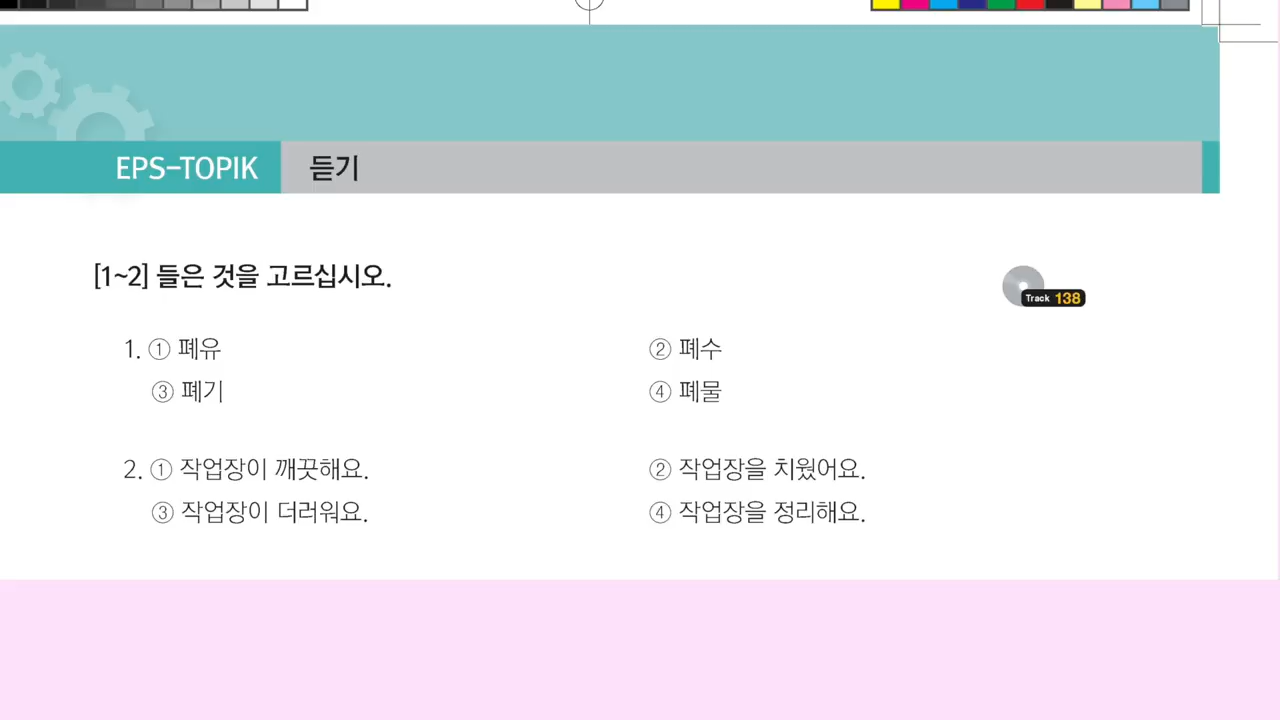 EPS-TOPIK 듣기
[1~2] 들은 것을 고르십시오.
Track 138
1. ① 폐유 ② 폐수
③ 폐기 ④ 폐물
2. ① 작업장이 깨끗해요. ② 작업장을 치웠어요.
③ 작업장이 더러워요. ④ 작업장을 정리해요.